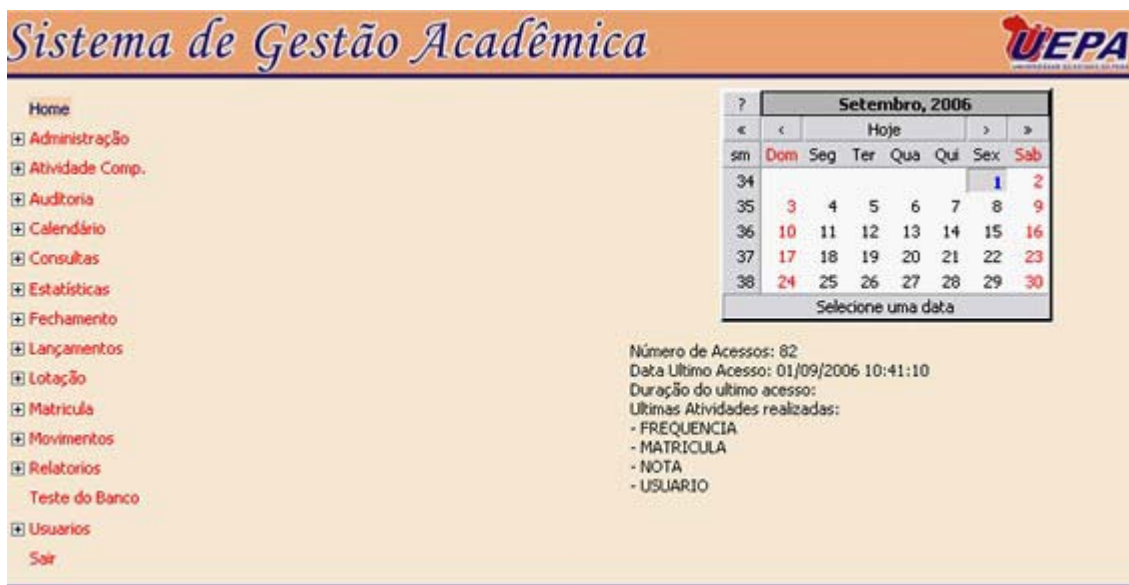 Sistema de Gestão Acadêmica
UEPA
Home
Administração
Atividade Comp.
Auditoria
Calendário
Consultas
Estatísticas
Fechamento
Lançamentos
Lotação
Matricula
Movimentos
Relatorios
Teste do Banco
Usuarios
Sair
? Setembro, 2006
« ‹ Hoje › »
sm Dom Seg Ter Qua Qui Sex Sab
34 1 2
35 3 4 5 6 7 8 9
36 10 11 12 13 14 15 16
37 17 18 19 20 21 22 23
38 24 25 26 27 28 29 30
Selecione uma data
Número de Acessos: 82
Data Ultimo Acesso: 01/09/2006 10:41:10
Duração do ultimo acesso:
Ultimas Atividades realizadas:
- FREQUENCIA
- MATRICULA
- NOTA
- USUARIO